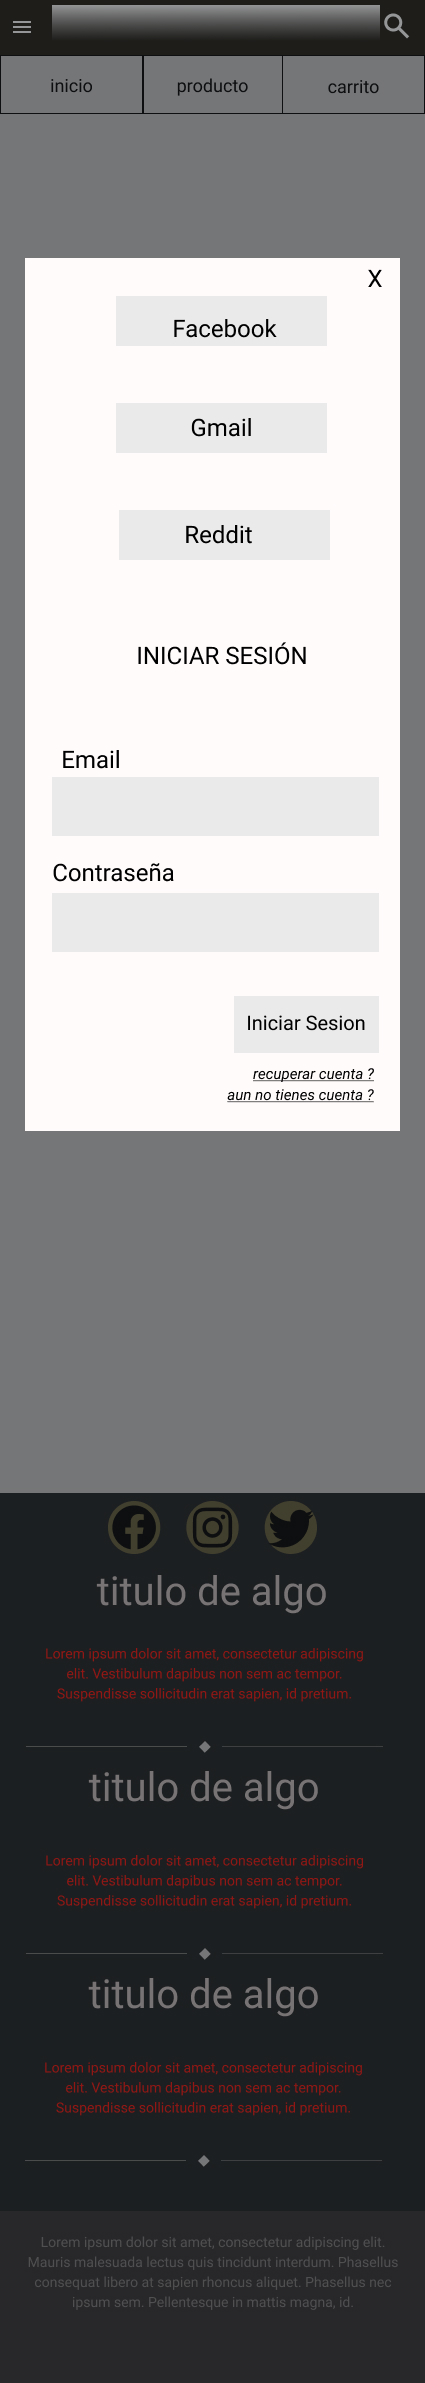 inicio
producto
carrito
X
Facebook
Gmail
Reddit
INICIAR SESIÓN
Email
Contraseña
Iniciar Sesion
recuperar cuenta ?
aun no tienes cuenta ?
titulo de algo
Lorem ipsum dolor sit amet, consectetur adipiscing
elit. Vestibulum dapibus non sem ac tempor.
Suspendisse sollicitudin erat sapien, id pretium.
titulo de algo
Lorem ipsum dolor sit amet, consectetur adipiscing
elit. Vestibulum dapibus non sem ac tempor.
Suspendisse sollicitudin erat sapien, id pretium.
titulo de algo
Lorem ipsum dolor sit amet, consectetur adipiscing
elit. Vestibulum dapibus non sem ac tempor.
Suspendisse sollicitudin erat sapien, id pretium.
Lorem ipsum dolor sit amet, consectetur adipiscing elit.
Mauris malesuada lectus quis tincidunt interdum. Phasellus
consequat libero at sapien rhoncus aliquet. Phasellus nec
ipsum sem. Pellentesque in mattis magna, id.